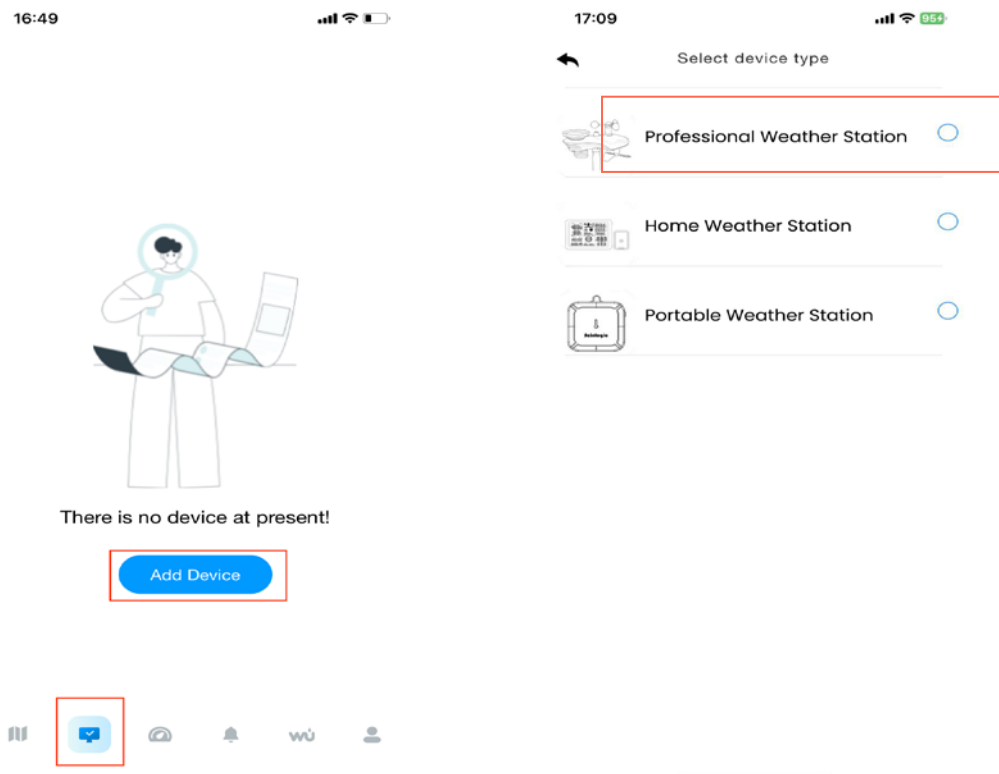 16:49
There is no device at present!
Add Device
wu
17:09
95
Select device type
Professional Weather Station
Home Weather Station
Portable Weather Station